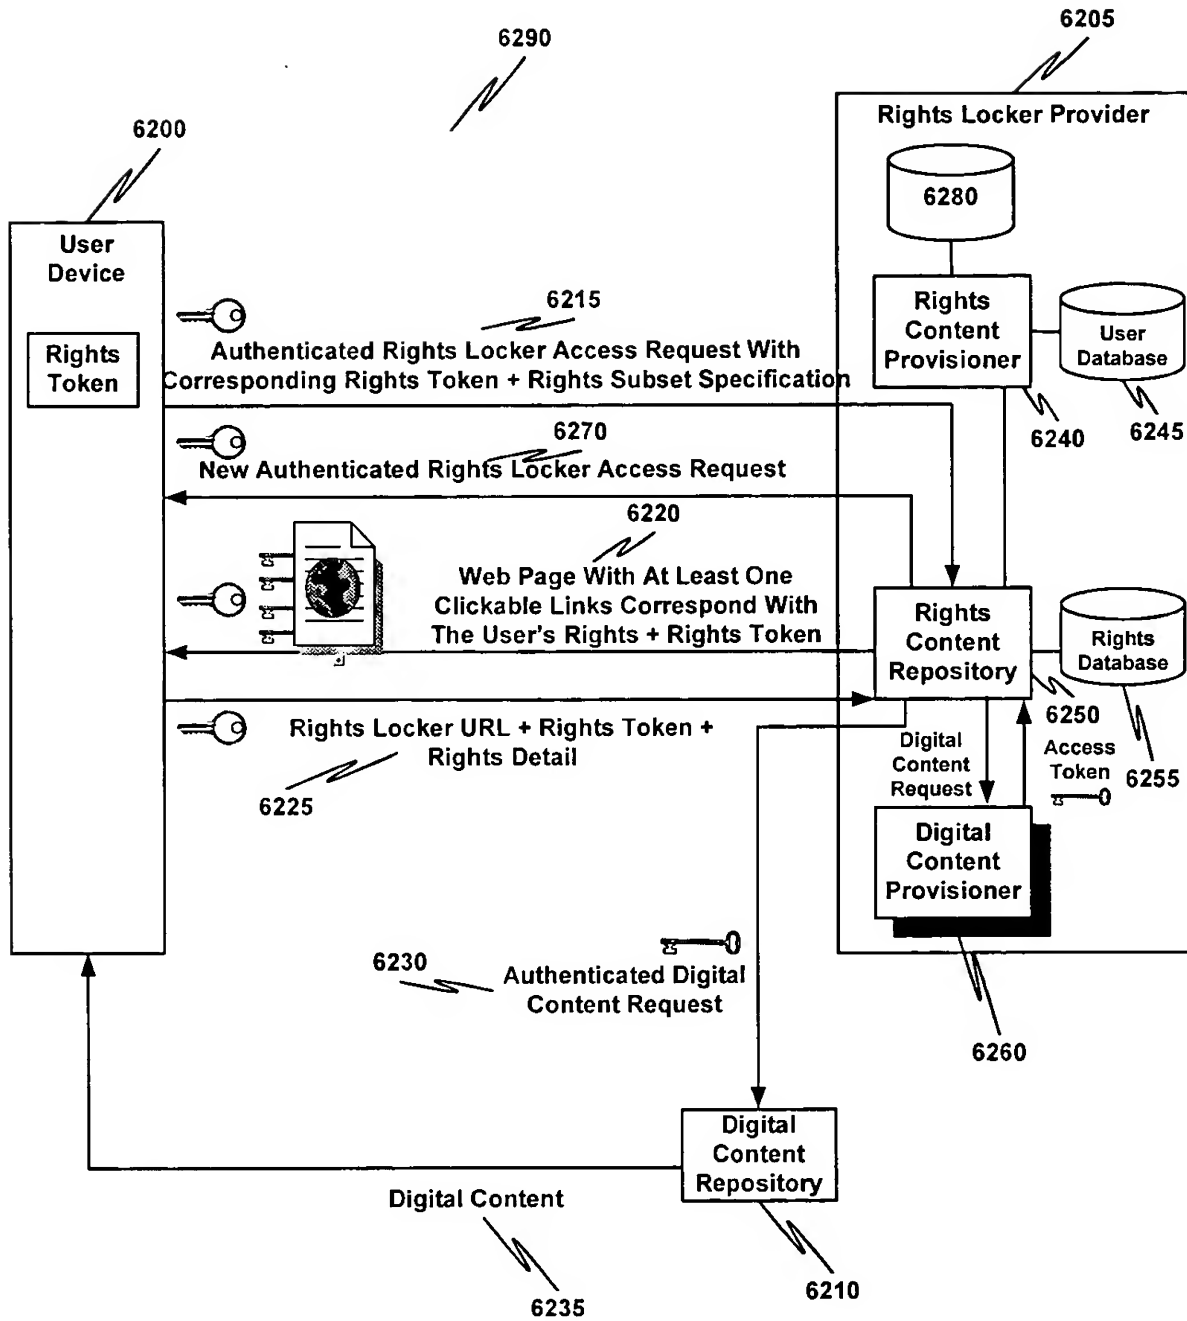 6290
6205
Rights Locker Provider
6200
6280
User
Device
Rights
Token
6215
Authenticated Rights Locker Access Request With
Corresponding Rights Token + Rights Subset Specification
Rights
Content
Provisioner
User
Database
6240
6245
6270
New Authenticated Rights Locker Access Request
6220
Web Page With At Least One
Clickable Links Correspond With
The User's Rights + Rights Token
Rights
Content
Repository
Rights
Database
6250
6255
Rights Locker URL + Rights Token +
Rights Detail
6225
Digital
Content
Request
Access
Token
Digital
Content
Provisioner
6230
Authenticated Digital
Content Request
6260
Digital
Content
Repository
Digital Content
6235
6210